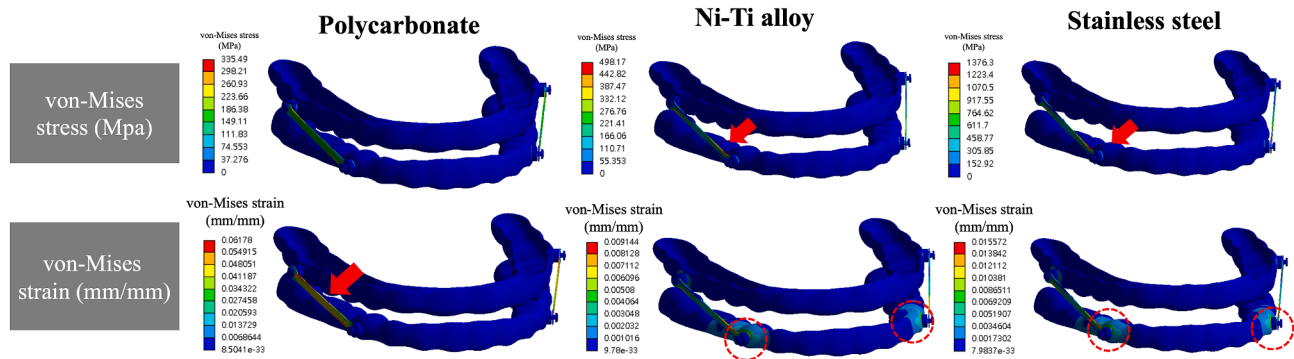 Polycarbonate
Ni-Ti alloy
Stainless steel
von-Mises
stress (Mpa)
von-Mises stress
(MPa)
335.49
298.21
260.93
223.66
186.38
149.11
111.83
74.553
37.276
0
von-Mises stress
(MPa)
498.17
442.82
387.47
332.12
276.76
221.41
166.06
110.71
55.353
0
von-Mises stress
(MPa)
1376.3
1223.4
1070.5
917.55
764.62
611.7
458.77
305.85
152.92
0
von-Mises
strain (mm/mm)
von-Mises strain
(mm/mm)
0.06178
0.054915
0.048051
0.041187
0.034322
0.027458
0.020593
0.013729
0.0068644
8.5041e-33
von-Mises strain
(mm/mm)
0.009144
0.008128
0.007112
0.006096
0.00508
0.004064
0.003048
0.002032
0.001016
9.78e-33
von-Mises strain
(mm/mm)
0.015572
0.013842
0.012112
0.010381
0.0086511
0.0069209
0.0051907
0.0034604
0.0017302
7.9837e-33